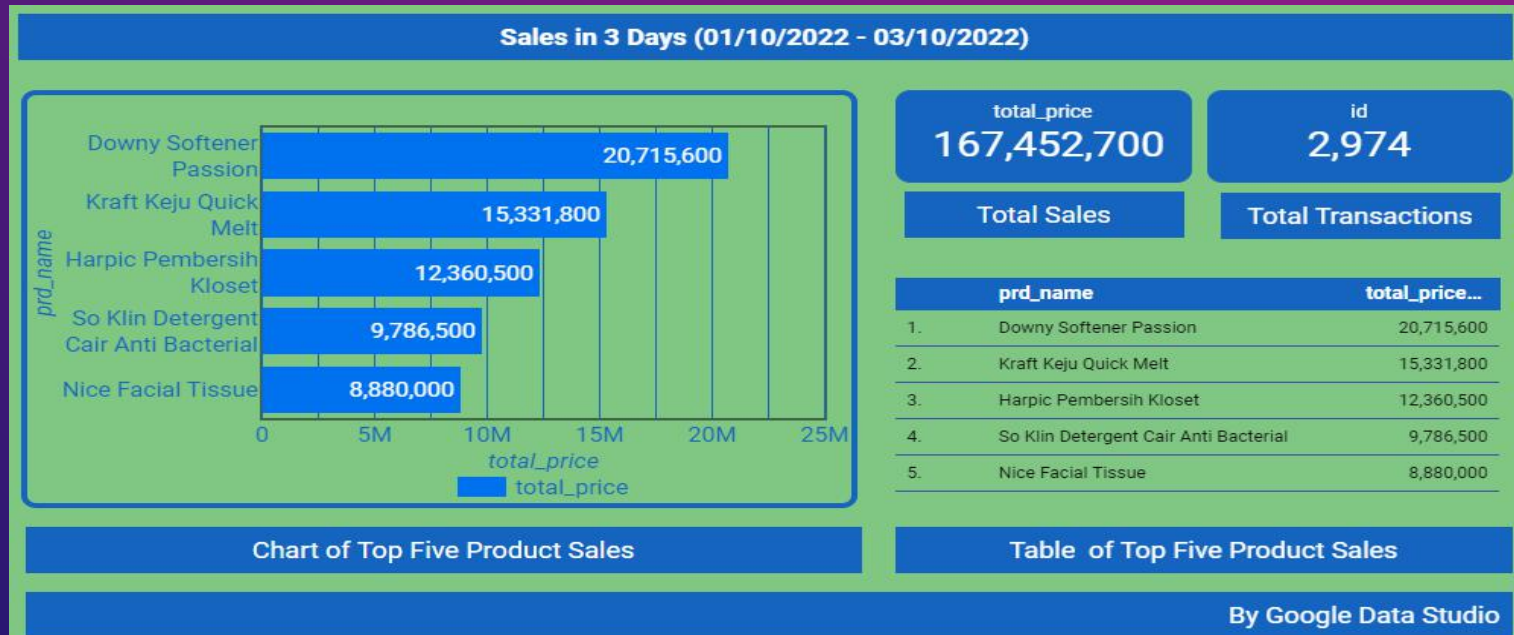 Sales in 3 Days (01/10/2022 - 03/10/2022)
Downy Softener
Passion
20,715,600
Kraft Keju Quick
Melt
15,331,800
Harpic Pembersih
Kloset
12,360,500
So Klin Detergent
Cair Anti Bacterial
9,786,500
Nice Facial Tissue
8,880,000
prd_name
0 5M 10M 15M 20M 25M
total_price
total_price
Chart of Top Five Product Sales
total_price
167,452,700
Total Sales
id
2,974
Total Transactions
prd_name total_price...
1. Downy Softener Passion 20,715,600
2. Kraft Keju Quick Melt 15,331,800
3. Harpic Pembersih Kloset 12,360,500
4. So Klin Detergent Cair Anti Bacterial 9,786,500
5. Nice Facial Tissue 8,880,000
Table of Top Five Product Sales
By Google Data Studio